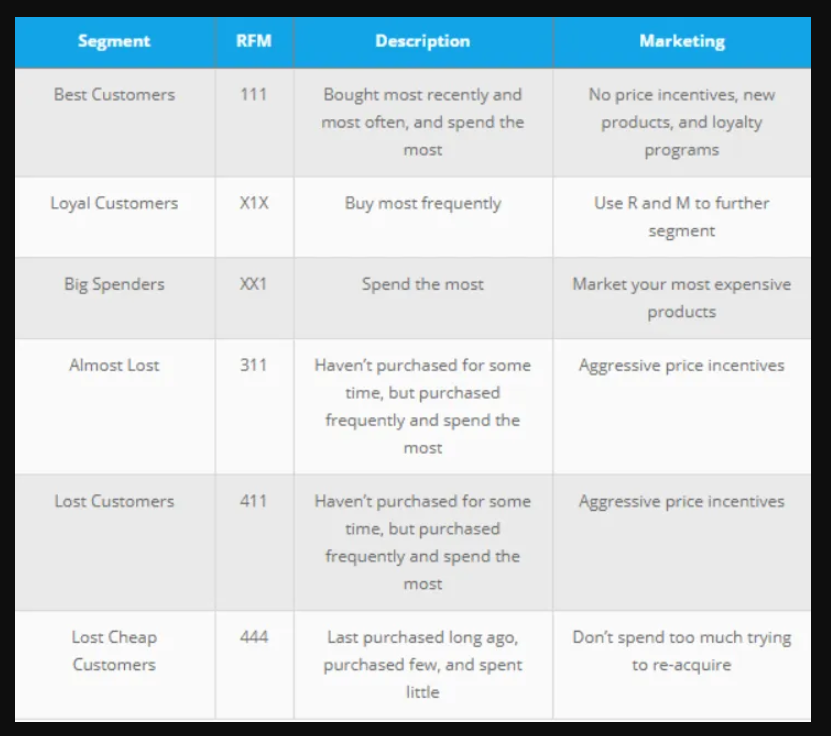 Segment RFM Description Marketing
Best Customers 111 Bought most recently and No price incentives, new
most often, and spend the products, and loyalty
most programs
Loyal Customers X1X Buy most frequently Use R and M to further
segment
Big Spenders XX1 Spend the most Market your most expensive
products
Almost Lost 311 Haven’t purchased for some Aggressive price incentives
time, but purchased
frequently and spend the
most
Lost Customers 411 Haven’t purchased for some Aggressive price incentives
time, but purchased
frequently and spend the
most
Lost Cheap 444 Last purchased long ago, Don’t spend too much trying
Customers purchased few, and spent to re-acquire
little